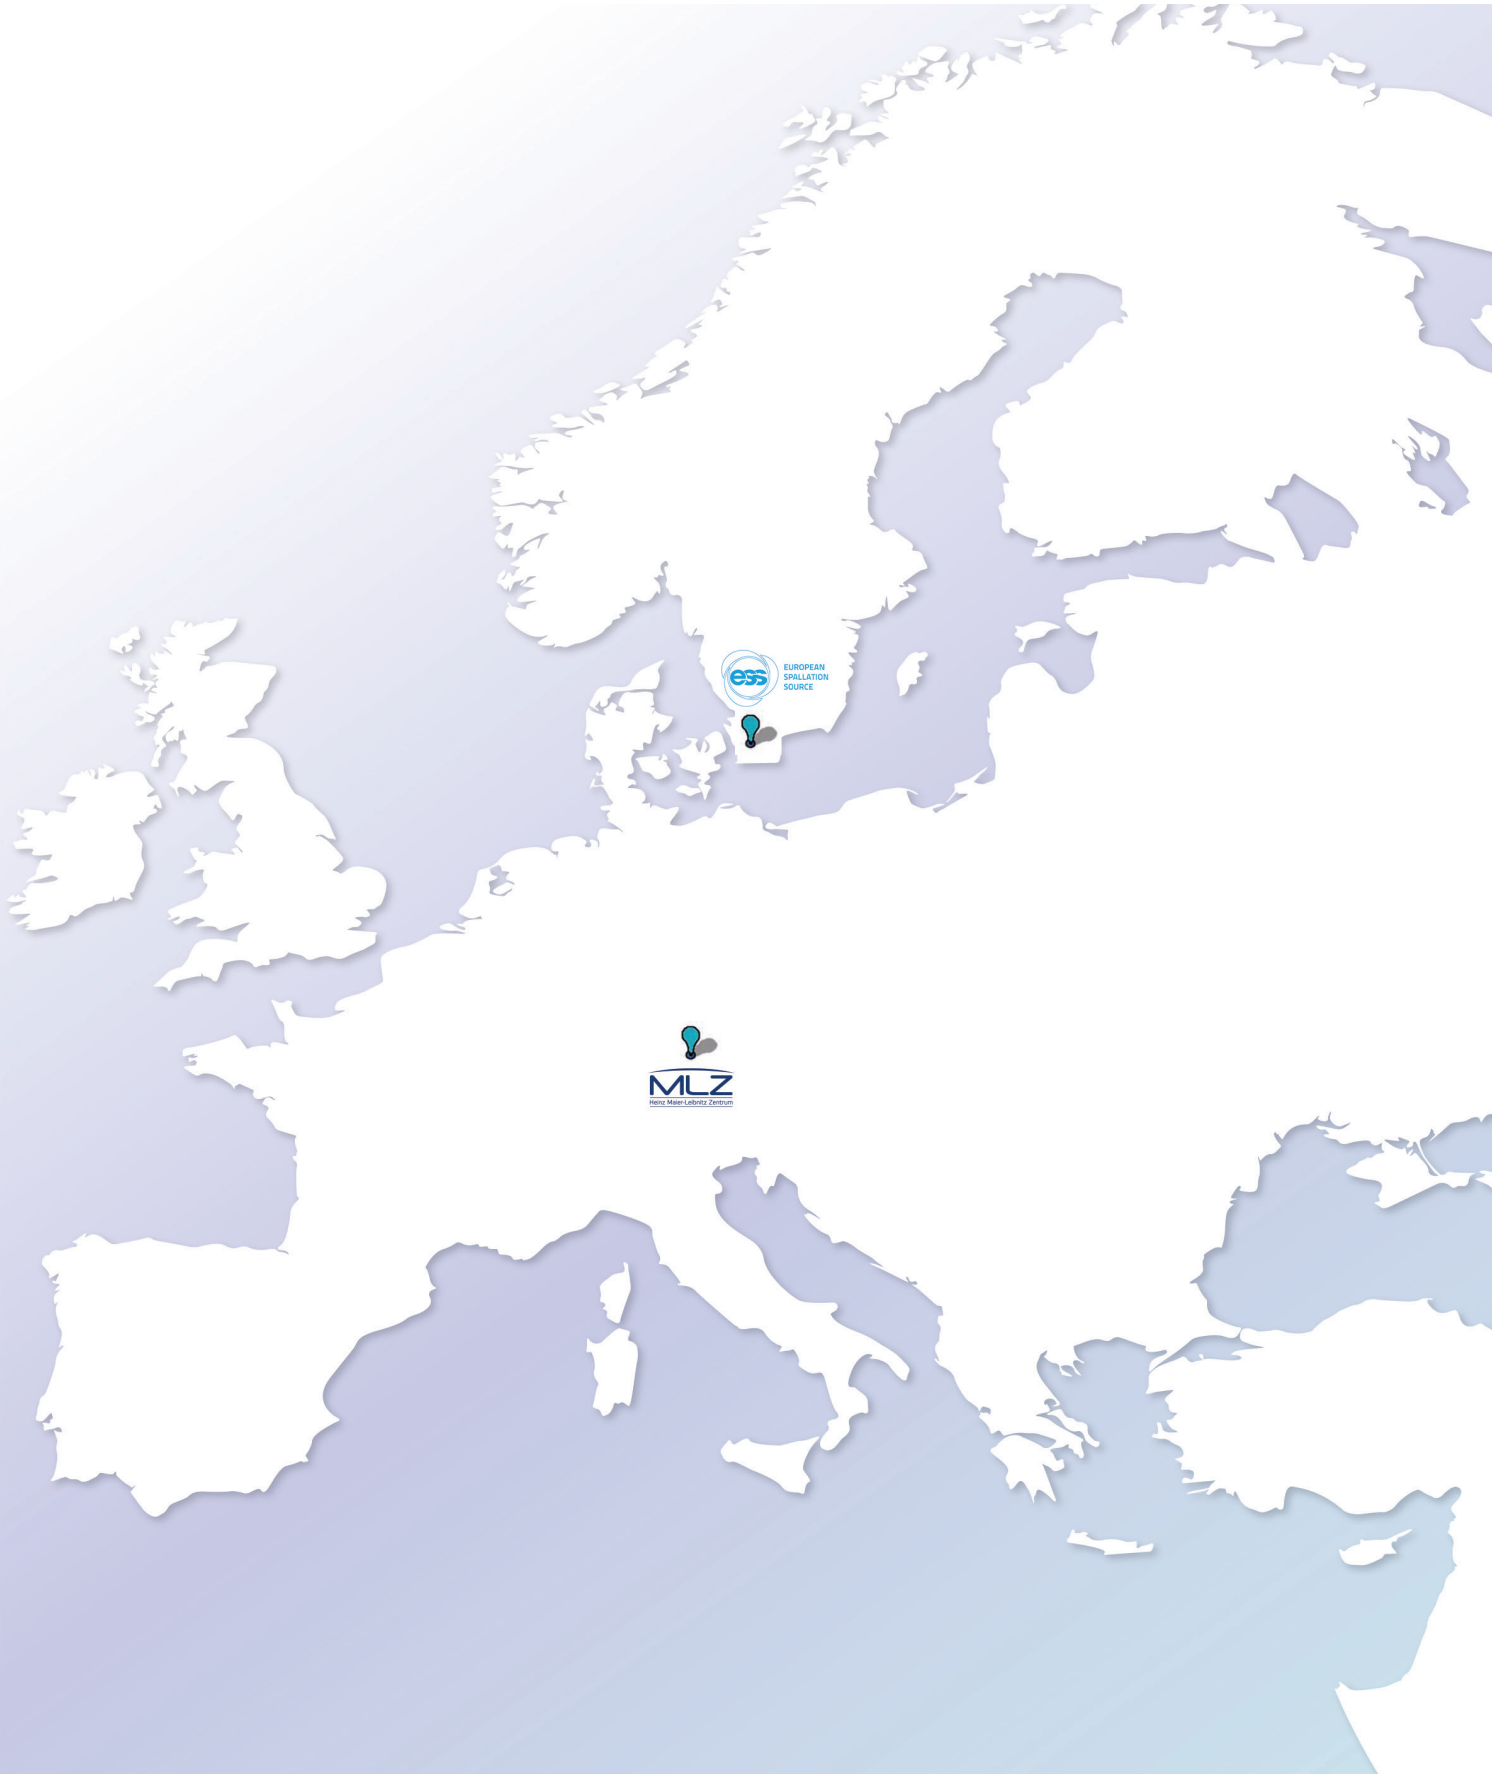 ess
EUROPEAN
SPALLATION
SOURCE
MLZ
Heinz Maier-Leibnitz Zentrum